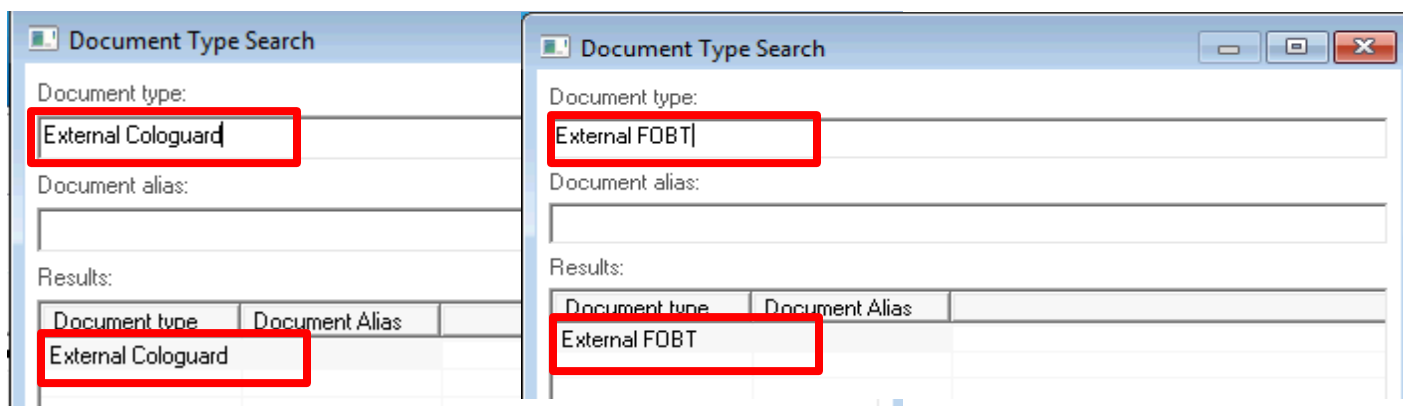 Document Type Search
Document type:
External Cologuard
Document alias:
Results:
Document type Document Alias
External Cologuard
Document Type Search
Document type:
External FOBT
Document alias:
Results:
Document type Document Alias
External FOBT